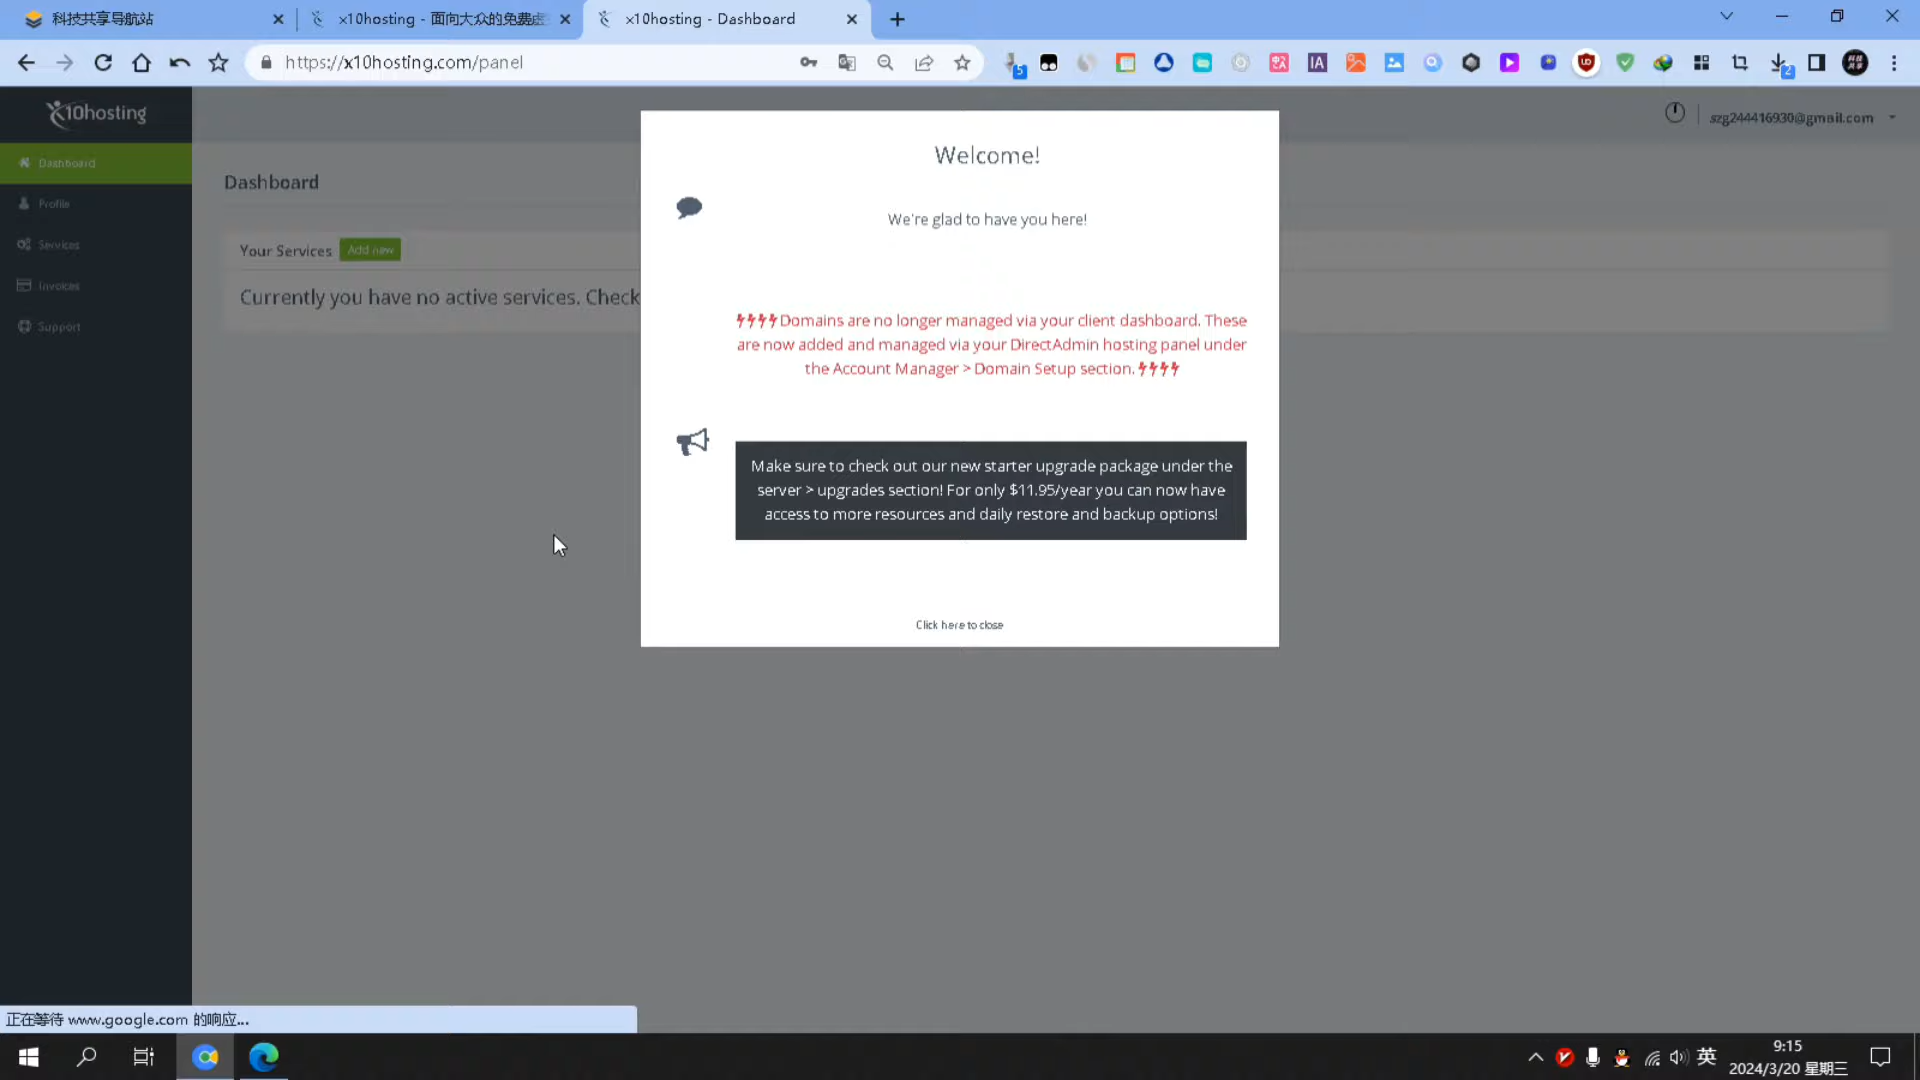 科技共享导航站
x10hosting - 面向大众的免费虚
x10hosting - Dashboard
https://x10hosting.com/panel
x10hosting
szg244416930@gmail.com
Dashboard
Profile
Services
Invoices
Support
Dashboard
Your Services
Add new
Currently you have no active services. Check
Welcome!
We're glad to have you here!
Domains are no longer managed via your client dashboard. These
are now added and managed via your DirectAdmin hosting panel under
the Account Manager > Domain Setup section.
Make sure to check out our new starter upgrade package under the
server > upgrades section! For only $11.95/year you can now have
access to more resources and daily restore and backup options!
Click here to close
正在等待 www.google.com 的响应...
英
9:15
2024/3/20 星期三